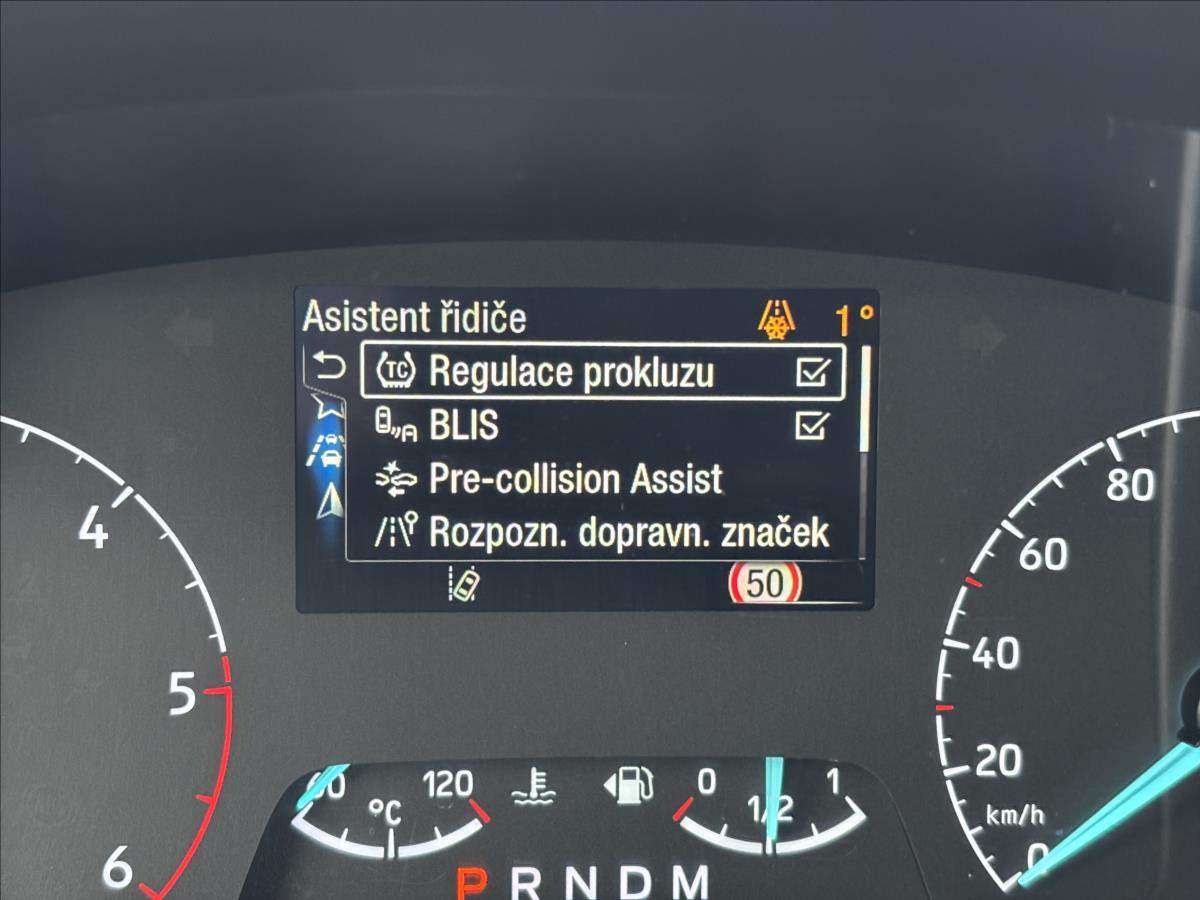 Asistent řidiče 1°
TC Regulace prokluzu
BLIS
Pre-collision Assist
Rozpozn. dopravn. značek
50
4
5
6
80
60
40
20
0
km/h
120
°C
0 1/2 1
P R N D M